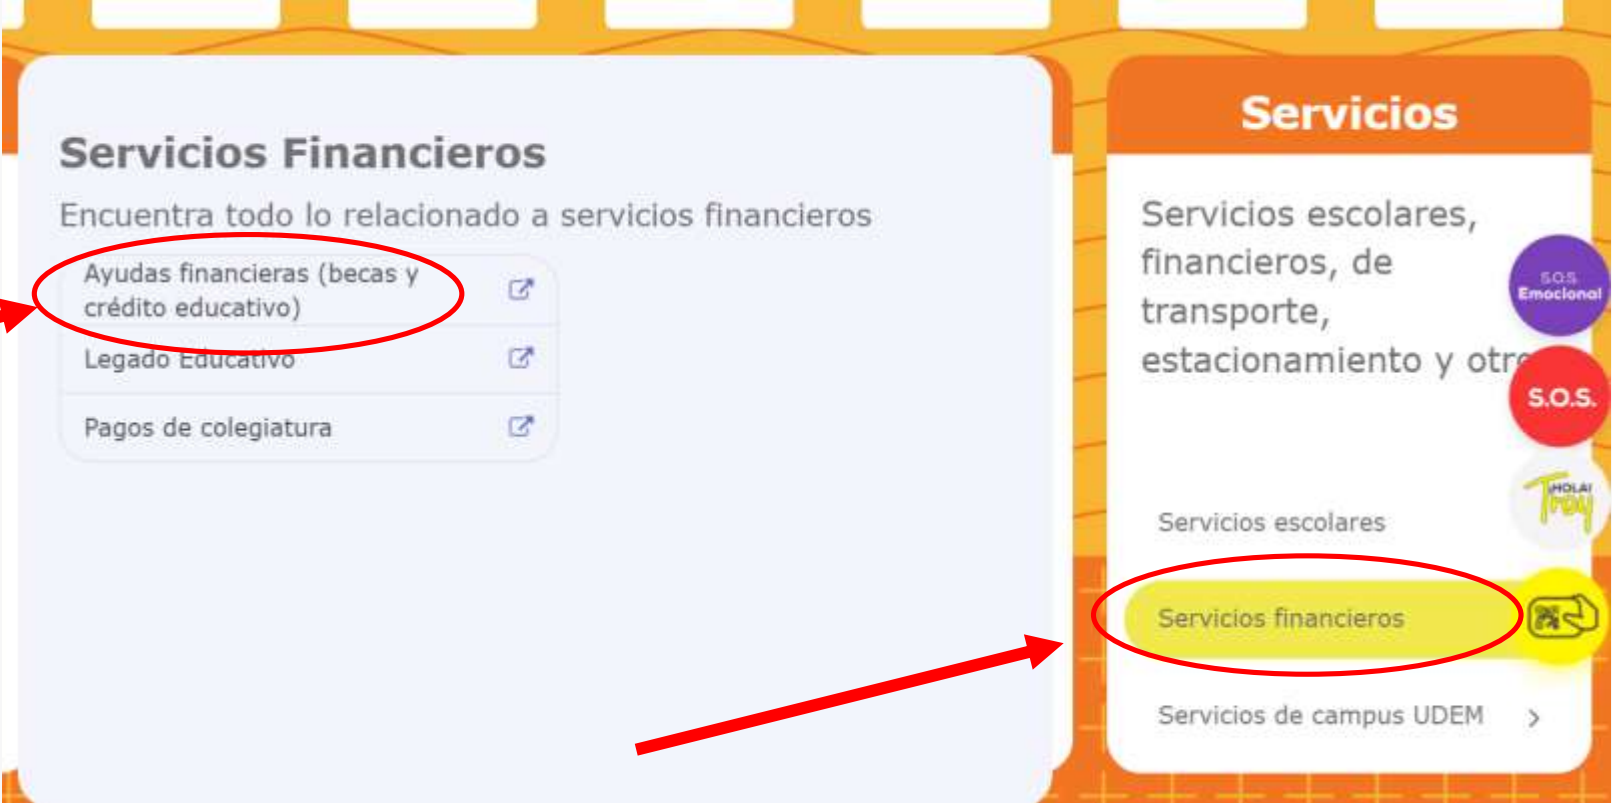 Servicios Financieros
Encuentra todo lo relacionado a servicios financieros
Ayudas financieras (becas y
crédito educativo)
Legado Educativo
Pagos de colegiatura
Servicios
Servicios escolares,
financieros, de
transporte,
estacionamiento y otro
S.O.S.
Emocional
S.O.S.
¡HOLA!
Troy
Servicios escolares
Servicios financieros
Servicios de campus UDEM